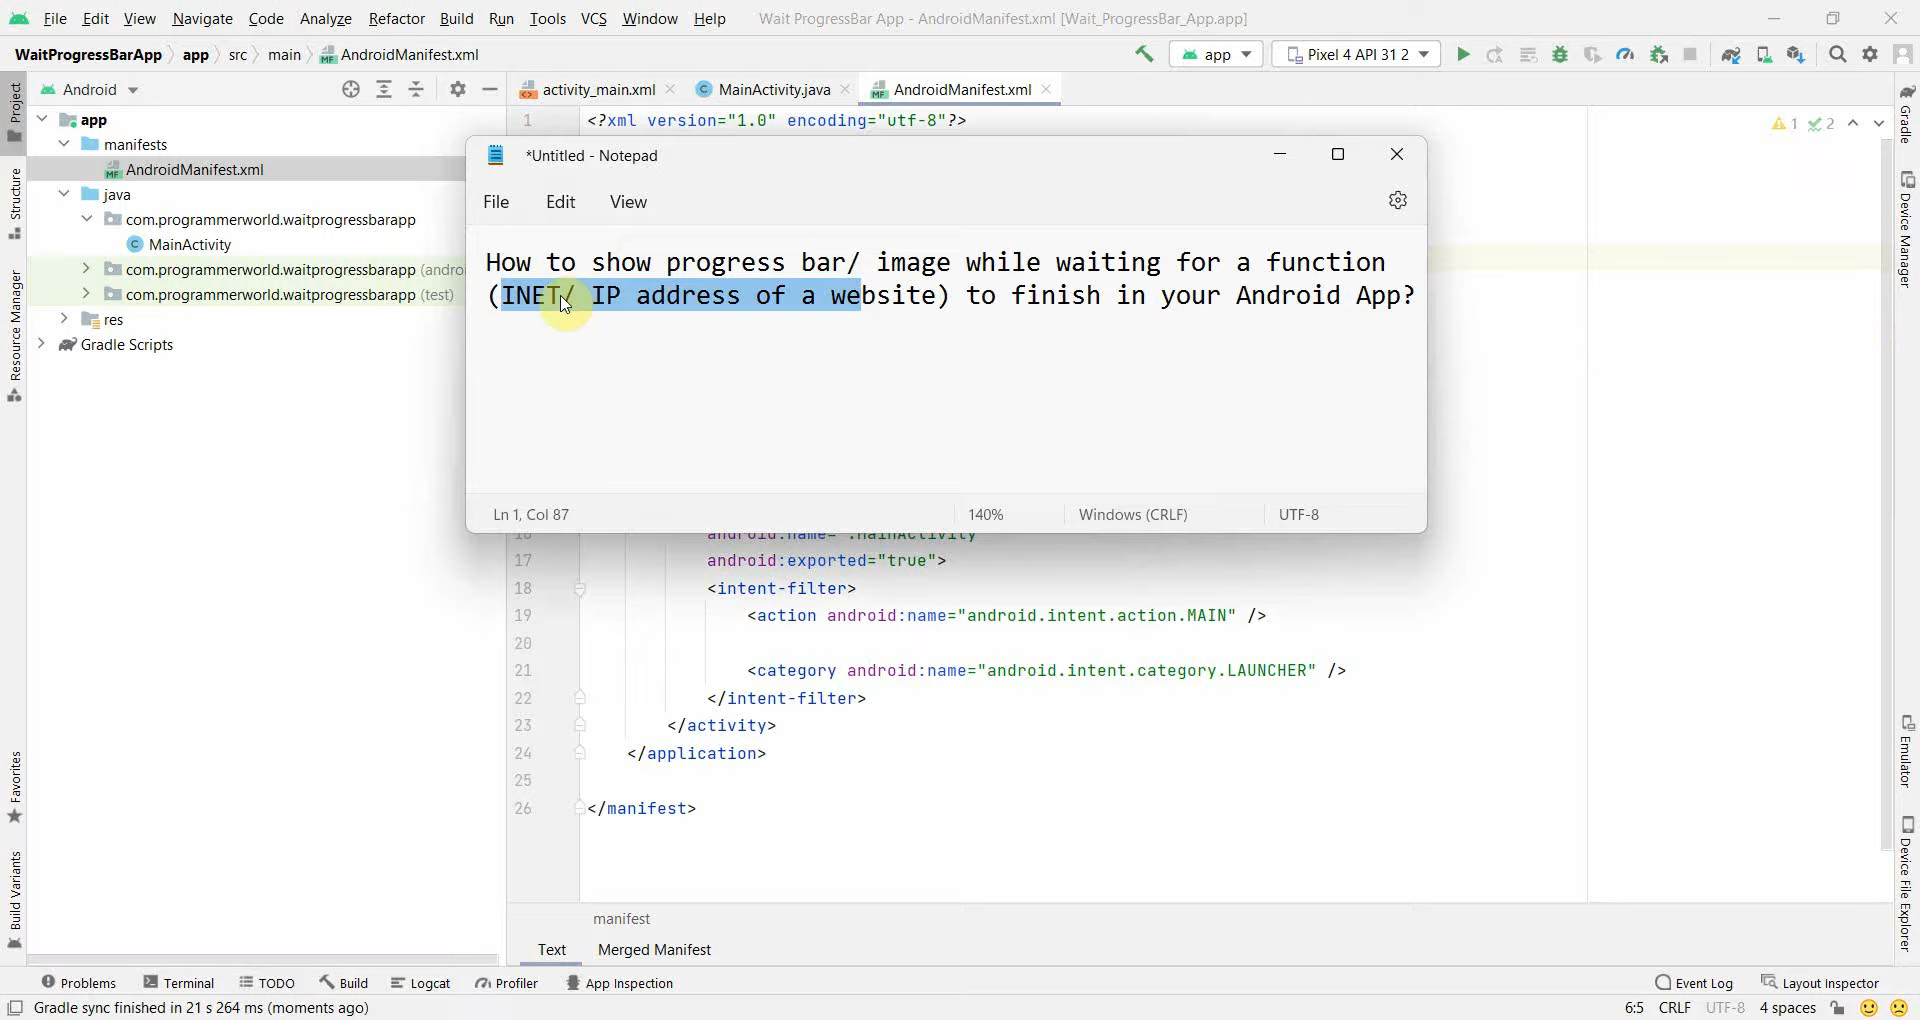 File Edit View Navigate Code Analyze Refactor Build Run Tools VCS Window Help Wait ProgressBar App - AndroidManifest.xml [Wait_ProgressBar_App.app]
WaitProgressBarApp app src main AndroidManifest.xml app Pixel 4 API 31 2
Project
Android
activity_main.xml MainActivity.java AndroidManifest.xml
app
manifests
AndroidManifest.xml
java
com.programmerworld.waitprogressbarapp
MainActivity
com.programmerworld.waitprogressbarapp (andro
com.programmerworld.waitprogressbarapp (test)
res
Gradle Scripts
Structure
Resource Manager
Favorites
Build Variants
1 <?xml version="1.0" encoding="utf-8"?>
1 2
*Untitled - Notepad
File Edit View
How to show progress bar/ image while waiting for a function
(INET/ IP address of a website) to finish in your Android App?
Ln 1, Col 87 140% Windows (CRLF) UTF-8
16 android:name=".MainActivity"
17 android:exported="true">
18 <intent-filter>
19 <action android:name="android.intent.action.MAIN" />
20
21 <category android:name="android.intent.category.LAUNCHER" />
22 </intent-filter>
23 </activity>
24 </application>
25
26 </manifest>
manifest
Text Merged Manifest
Gradle
Device Manager
Emulator
Device File Explorer
Problems Terminal TODO Build Logcat Profiler App Inspection Event Log Layout Inspector
Gradle sync finished in 21 s 264 ms (moments ago) 6:5 CRLF UTF-8 4 spaces